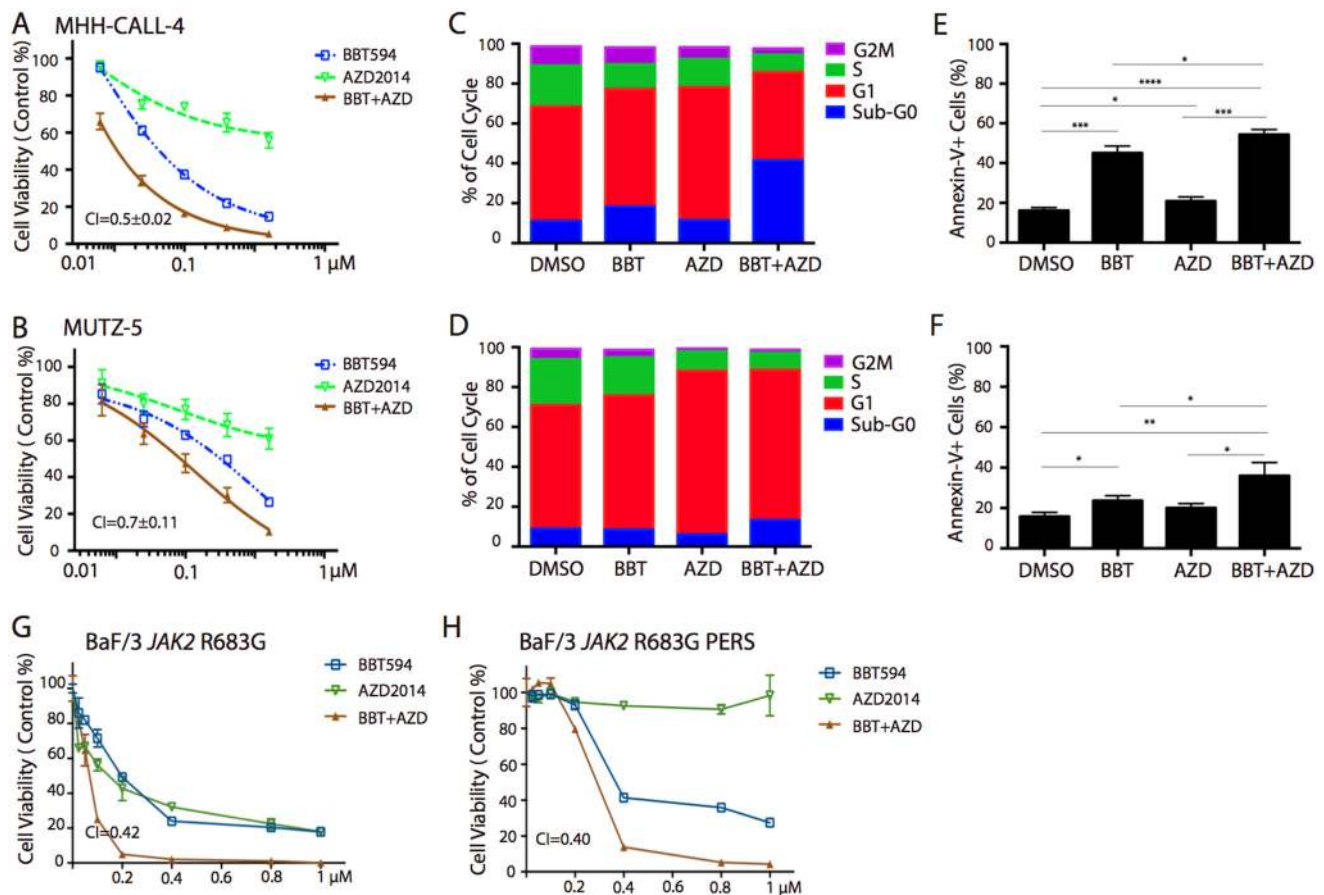 A MHH-CALL-4
Cell Viability ( Control %)
100
80
60
40
20
0
0.01 0.1 1 μM
CI=0.5±0.02
BBT594
AZD2014
BBT+AZD
C
% of Cell Cycle
100
80
60
40
20
0
DMSO BBT AZD BBT+AZD
G2M
S
G1
Sub-G0
E
Annexin-V+ Cells (%)
100
80
60
40
20
0
*
****
*
*** ***
DMSO BBT AZD BBT+AZD
B MUTZ-5
Cell Viability ( Control %)
100
80
60
40
20
0
0.01 0.1 1 μM
CI=0.7±0.11
BBT594
AZD2014
BBT+AZD
D
% of Cell Cycle
100
80
60
40
20
0
DMSO BBT AZD BBT+AZD
G2M
S
G1
Sub-G0
F
Annexin-V+ Cells (%)
100
80
60
40
20
0
*
**
* *
DMSO BBT AZD BBT+AZD
G BaF/3 JAK2 R683G
Cell Viability ( Control %)
100
80
60
40
20
0
0.2 0.4 0.6 0.8 1 μM
CI=0.42
BBT594
AZD2014
BBT+AZD
H BaF/3 JAK2 R683G PERS
Cell Viability ( Control %)
100
80
60
40
20
0
0.2 0.4 0.6 0.8 1 μM
CI=0.40
BBT594
AZD2014
BBT+AZD